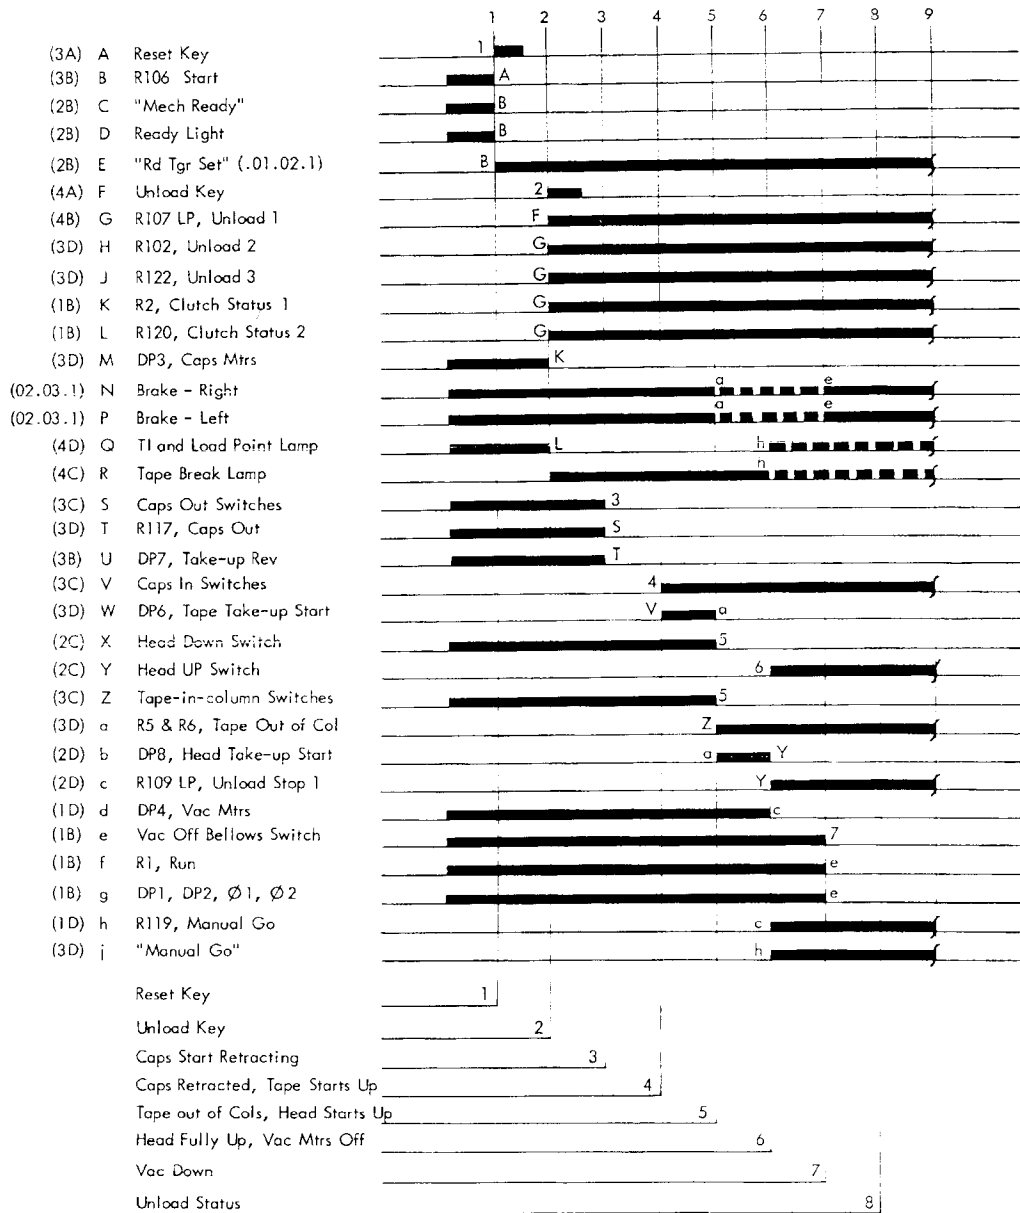 1 2 3 4 5 6 7 8 9
(3A) A Reset Key 1
(3B) B R106 Start A
(2B) C "Mech Ready" B
(2B) D Ready Light B
(2B) E "Rd Tgr Set" (.01.02.1) B
(4A) F Unload Key 2
(4B) G R107 LP, Unload 1 F
(3D) H R102, Unload 2 G
(3D) J R122, Unload 3 G
(1B) K R2, Clutch Status 1 G
(1B) L R120, Clutch Status 2 G
(3D) M DP3, Caps Mtrs K
(02.03.1) N Brake - Right a e
(02.03.1) P Brake - Left a e
(4D) Q TI and Load Point Lamp L h
(4C) R Tape Break Lamp h
(3C) S Caps Out Switches 3
(3D) T R117, Caps Out S
(3B) U DP7, Take-up Rev T
(3C) V Caps In Switches 4
(3D) W DP6, Tape Take-up Start V a
(2C) X Head Down Switch 5
(2C) Y Head UP Switch 6
(3C) Z Tape-in-column Switches 5
(3D) a R5 & R6, Tape Out of Col Z
(2D) b DP8, Head Take-up Start a Y
(2D) c R109 LP, Unload Stop 1 Y
(1D) d DP4, Vac Mtrs c
(1B) e Vac Off Bellows Switch 7
(1B) f R1, Run e
(1B) g DP1, DP2, Ø1, Ø2 e
(1D) h R119, Manual Go c
(3D) j "Manual Go" h
Reset Key 1
Unload Key 2
Caps Start Retracting 3
Caps Retracted, Tape Starts Up 4
Tape out of Cols, Head Starts Up 5
Head Fully Up, Vac Mtrs Off 6
Vac Down 7
Unload Status 8